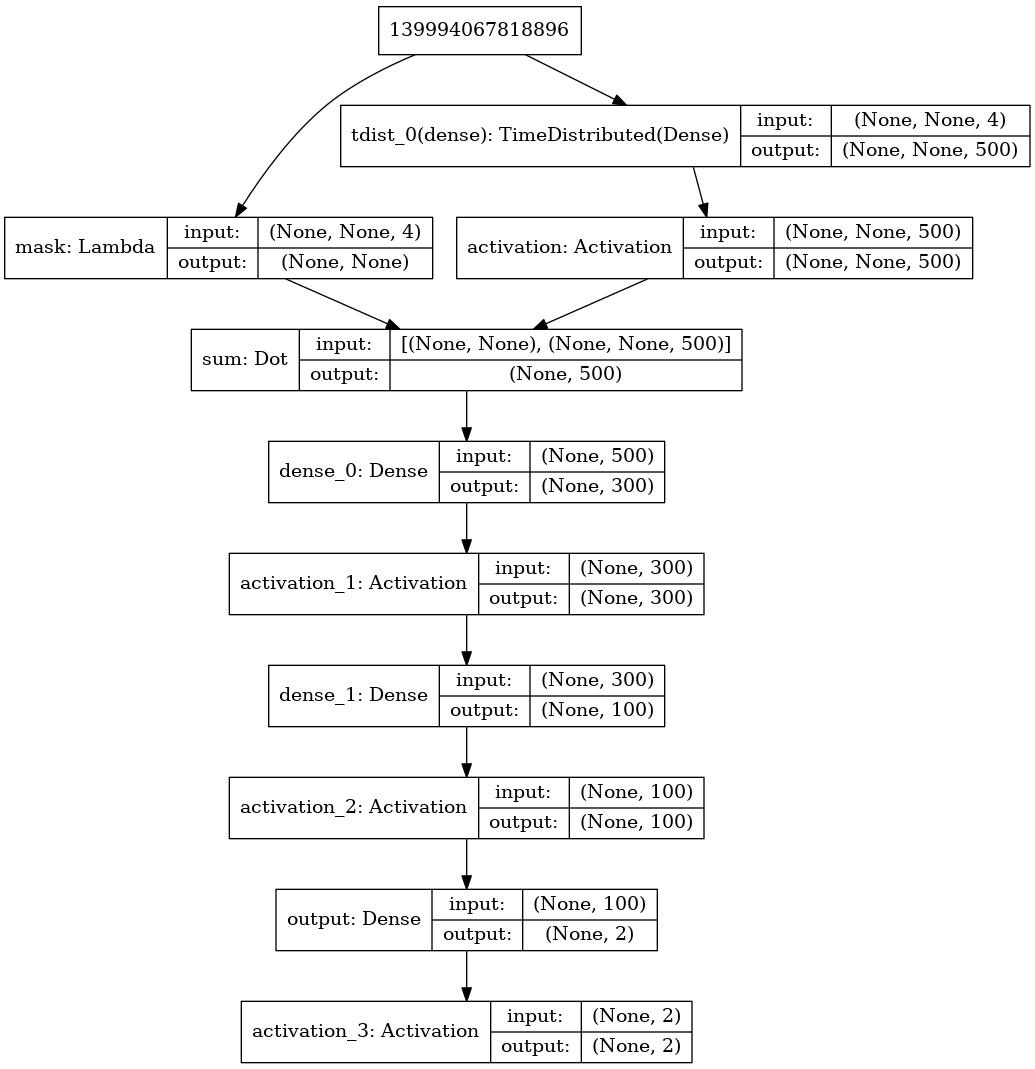 139994067818896
tdist_0(dense): TimeDistributed(Dense)
input:
(None, None, 4)
output:
(None, None, 500)
mask: Lambda
input:
(None, None, 4)
output:
(None, None)
activation: Activation
input:
(None, None, 500)
output:
(None, None, 500)
sum: Dot
input:
[(None, None), (None, None, 500)]
output:
(None, 500)
dense_0: Dense
input:
(None, 500)
output:
(None, 300)
activation_1: Activation
input:
(None, 300)
output:
(None, 300)
dense_1: Dense
input:
(None, 300)
output:
(None, 100)
activation_2: Activation
input:
(None, 100)
output:
(None, 100)
output: Dense
input:
(None, 100)
output:
(None, 2)
activation_3: Activation
input:
(None, 2)
output:
(None, 2)